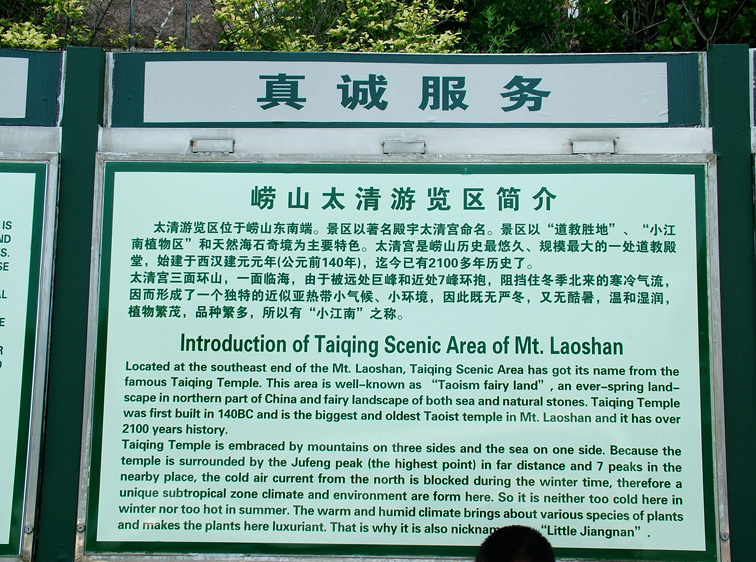 真诚服务
崂山太清游览区简介
太清游览区位于崂山东南端。景区以著名殿宇太清宫命名。景区以“道教胜地”、“小江
南植物区”和天然海石奇境为主要特色。太清宫是崂山历史最悠久、规模最大的一处道教殿
堂，始建于西汉建元元年(公元前140年)，迄今已有2100多年历史了。
太清宫三面环山，一面临海，由于被远处巨峰和近处7峰环抱，阻挡住冬季北来的寒冷气流，
因而形成了一个独特的近似亚热带小气候、小环境，因此既无严冬，又无酷暑，温和湿润，
植物繁茂，品种繁多，所以有“小江南”之称。
Introduction of Taiqing Scenic Area of Mt. Laoshan
Located at the southeast end of the Mt. Laoshan, Taiqing Scenic Area has got its name from the
famous Taiqing Temple. This area is well-known as “Taoism fairy land”, an ever-spring land-
scape in northern part of China and fairy landscape of both sea and natural stones. Taiqing Temple
was first built in 140BC and is the biggest and oldest Taoist temple in Mt. Laoshan and it has over
2100 years history.
Taiqing Temple is embraced by mountains on three sides and the sea on one side. Because the
temple is surrounded by the Jufeng peak (the highest point) in far distance and 7 peaks in the
nearby place, the cold air current from the north is blocked during the winter time, therefore a
unique subtropical zone climate and environment are form here. So it is neither too cold here in
winter nor too hot in summer. The warm and humid climate brings about various species of plants
and makes the plants here luxuriant. That is why it is also “Little Jiangnan”.